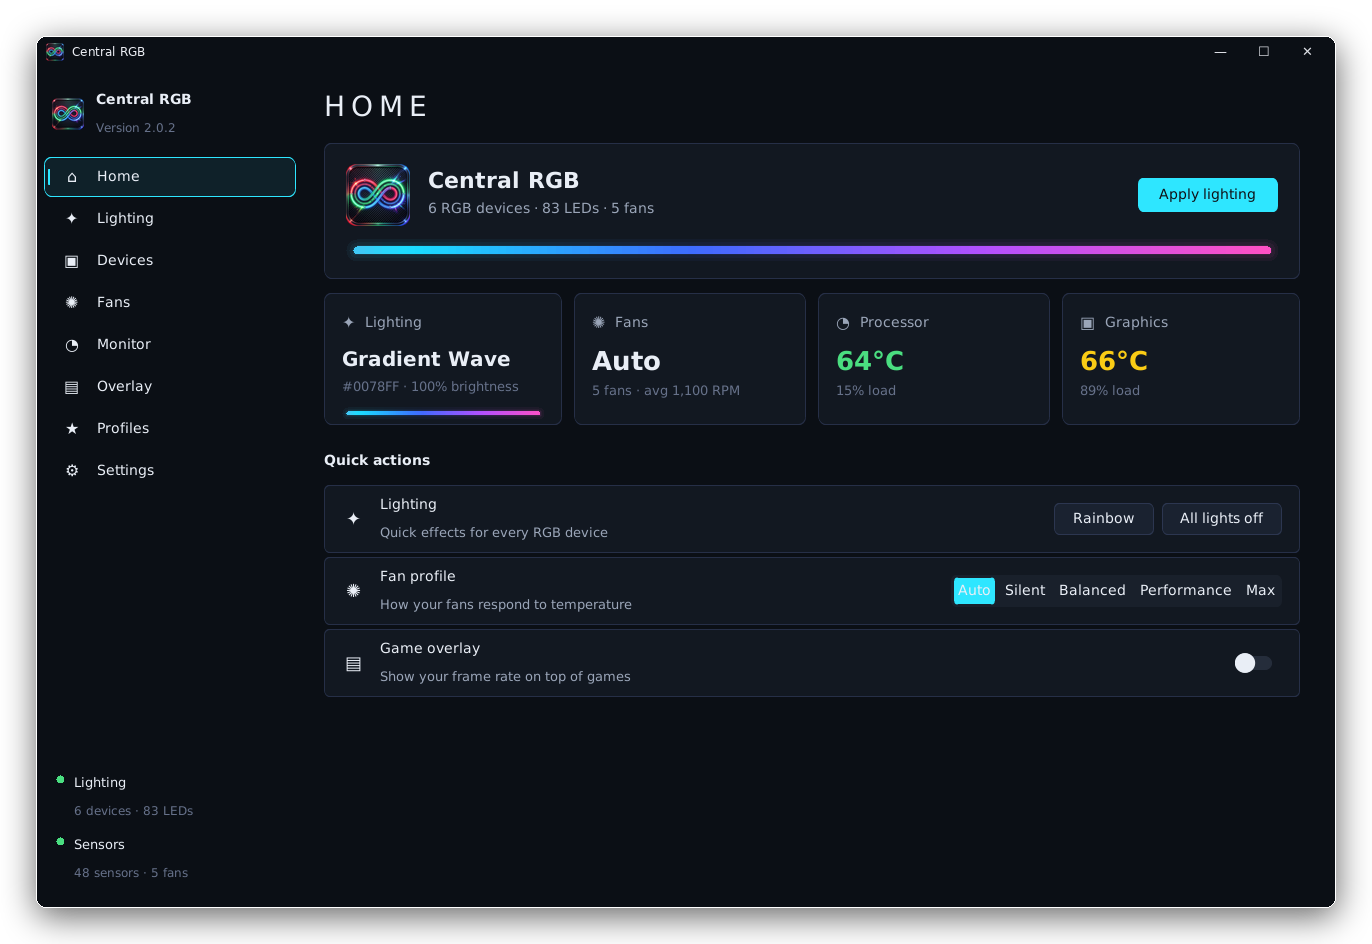 Central RGB
Central RGB
Version 2.0.2
Home
Lighting
Devices
Fans
Monitor
Overlay
Profiles
Settings
Lighting
6 devices · 83 LEDs
Sensors
48 sensors · 5 fans
HOME
Central RGB
6 RGB devices · 83 LEDs · 5 fans
Apply lighting
Lighting
Gradient Wave
#0078FF · 100% brightness
Fans
Auto
5 fans · avg 1,100 RPM
Processor
64°C
15% load
Graphics
66°C
89% load
Quick actions
Lighting
Quick effects for every RGB device
Rainbow
All lights off
Fan profile
How your fans respond to temperature
Auto Silent Balanced Performance Max
Game overlay
Show your frame rate on top of games